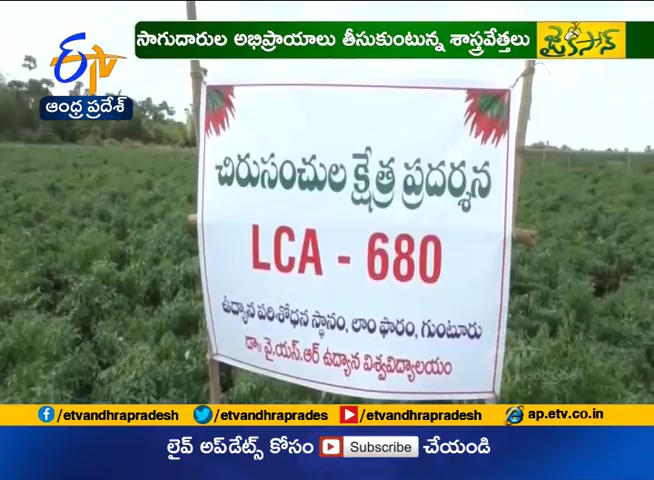 సాగుదారుల అభిప్రాయాలు తీసుకుంటున్న శాస్త్రవేత్తలు
జైకిసాన్
ఈ tv
ఆంధ్ర ప్రదేశ్
చిరుసంచుల క్షేత్ర ప్రదర్శన
LCA - 680
ఉద్యాన పరిశోధన స్థానం, లాం ఫారం, గుంటూరు
డా॥ వై.యస్.ఆర్ ఉద్యాన విశ్వవిద్యాలయం
/etvandhrapradesh /etvandhraprades /etvandhrapradesh ap.etv.co.in
లైవ్ అప్‌డేట్స్ కోసం Subscribe చేయండి